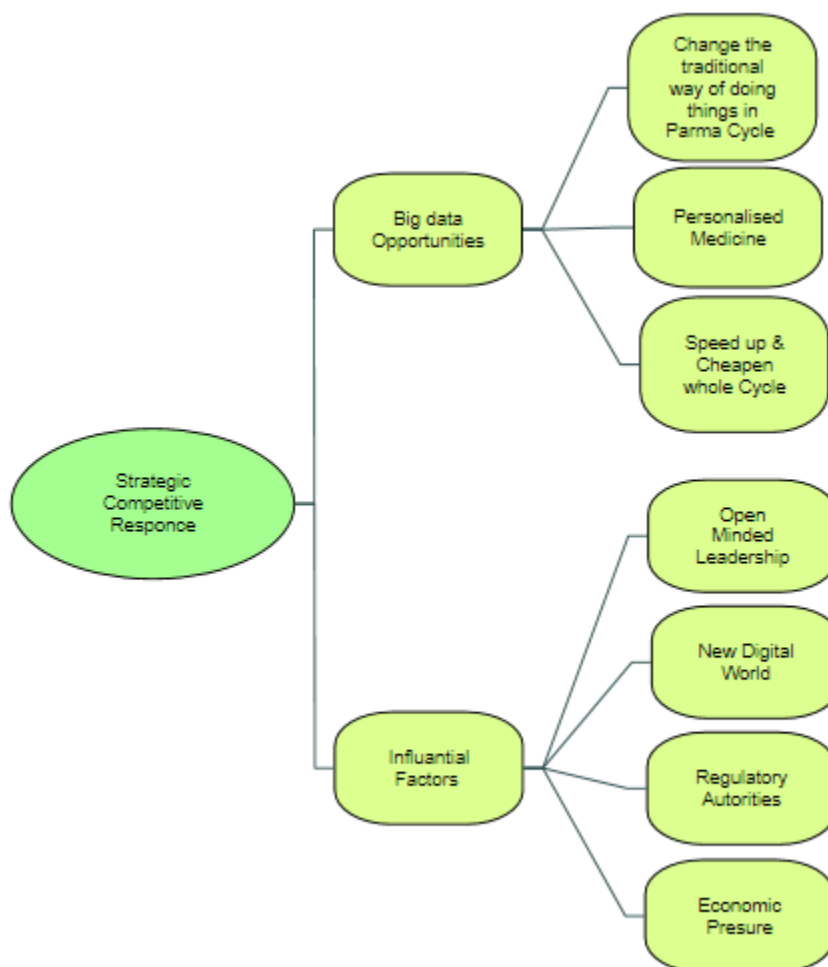 Change the
traditional
way of doing
things in
Parma Cycle
Big data
Opportunities
Personalised
Medicine
Speed up &
Cheapen
whole Cycle
Strategic
Competitive
Responce
Open
Minded
Leadership
New Digital
World
Influantial
Factors
Regulatory
Autorities
Economic
Presure